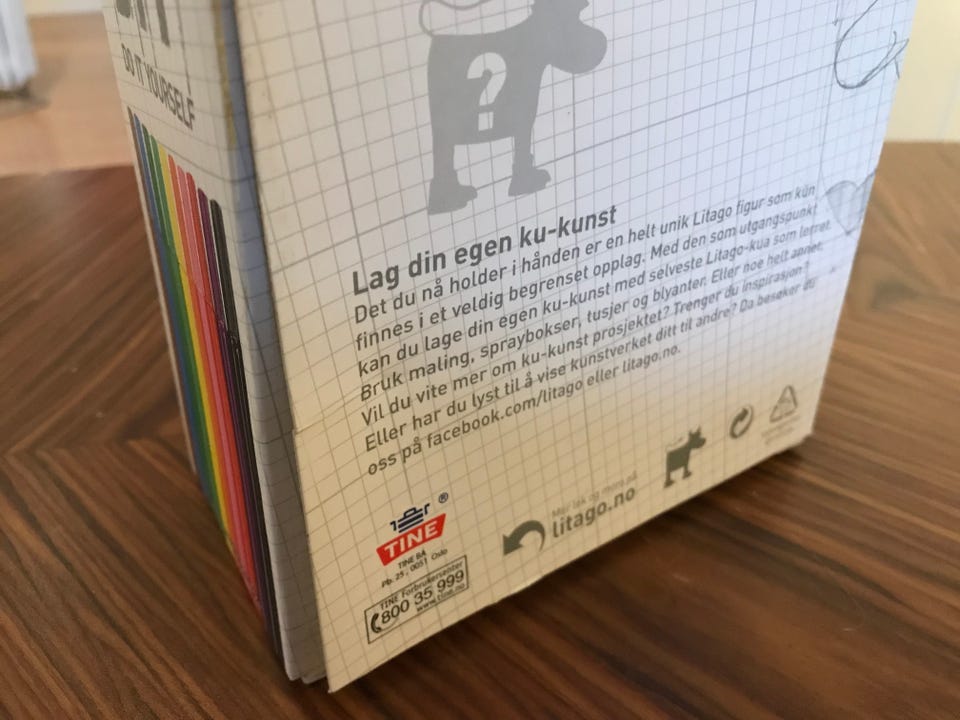 DO IT YOURSELF
?
Lag din egen ku-kunst
Det du nå holder i hånden er en helt unik Litago figur som kun
finnes i et veldig begrenset opplag. Med den som utgangspunkt
kan du lage din egen ku-kunst med selveste Litago-kua som lerret.
Bruk maling, spraybokser, tusjer og blyanter. Eller noe helt annet.
Vil du vite mer om ku-kunst prosjektet? Trenger du inspirasjon?
Eller har du lyst til å vise kunstverket ditt til andre? Da besøker du
oss på facebook.com/litago eller litago.no.
®
TINE
TINE BA
Pb. 25, 0051 Oslo
TINE Forbrukersenter
800 35 999
www.tine.no
Mer lek og moro på
litago.no